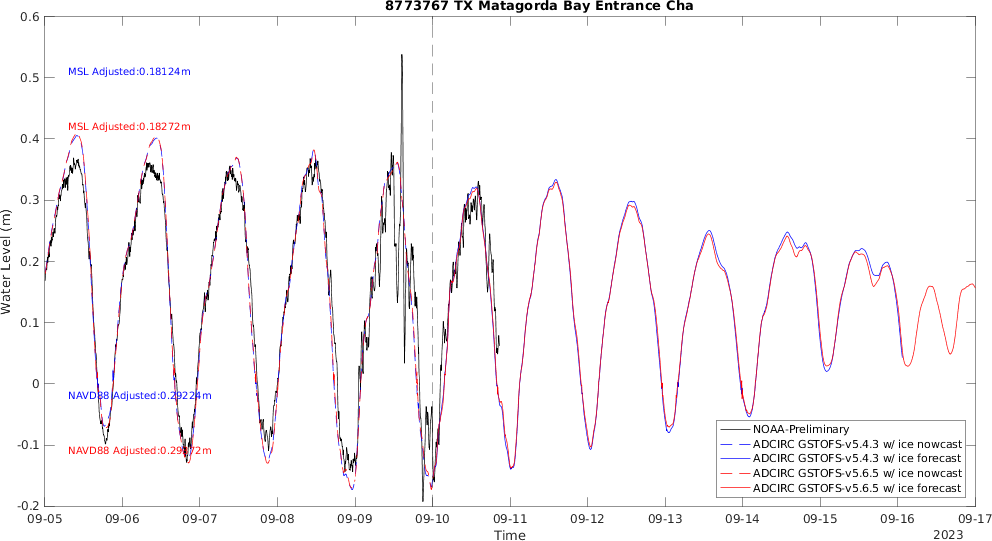 8773767 TX Matagorda Bay Entrance Cha
0.6
0.5
0.4
0.3
0.2
0.1
0
-0.1
-0.2
Water Level (m)
MSL Adjusted:0.18124m
MSL Adjusted:0.18272m
NAVD88 Adjusted:0.29224m
NAVD88 Adjusted:0.29372m
NOAA-Preliminary
ADCIRC GSTOFS-v5.4.3 w/ ice nowcast
ADCIRC GSTOFS-v5.4.3 w/ ice forecast
ADCIRC GSTOFS-v5.6.5 w/ ice nowcast
ADCIRC GSTOFS-v5.6.5 w/ ice forecast
09-05 09-06 09-07 09-08 09-09 09-10 09-11 09-12 09-13 09-14 09-15 09-16 09-17
Time
2023